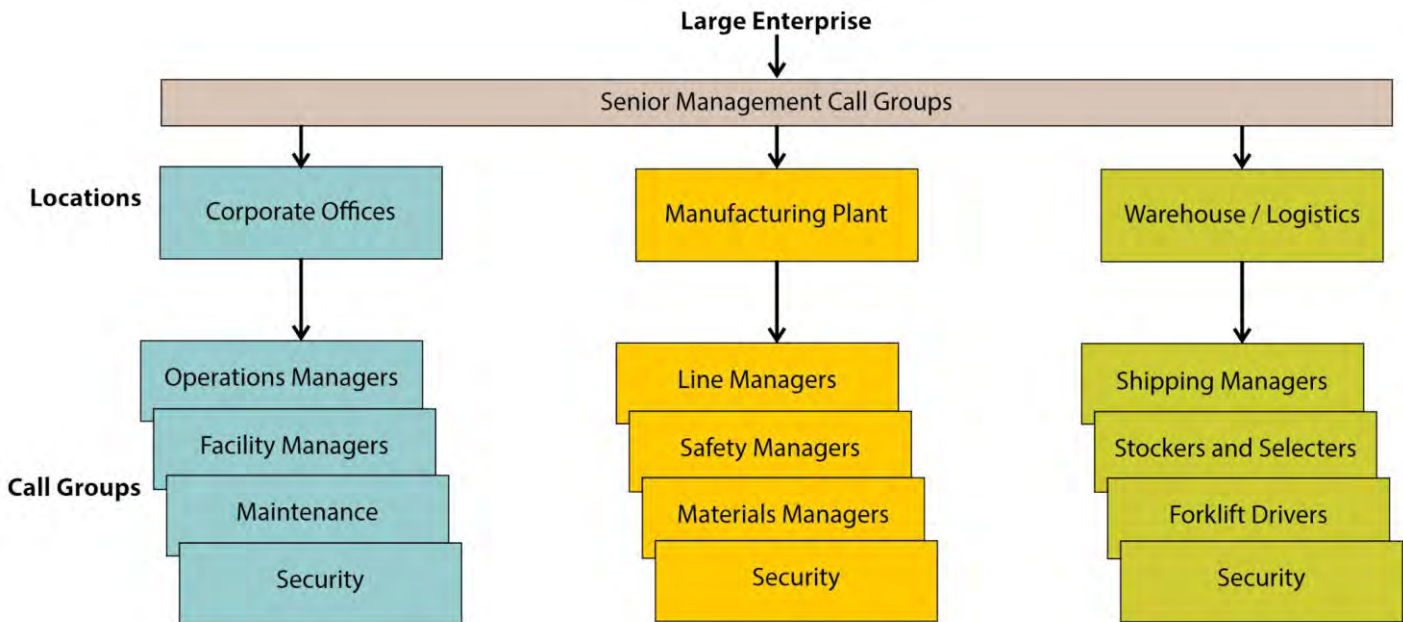 Large Enterprise
Senior Management Call Groups
Locations
Corporate Offices
Manufacturing Plant
Warehouse / Logistics
Call Groups
Operations Managers
Facility Managers
Maintenance
Security
Line Managers
Safety Managers
Materials Managers
Security
Shipping Managers
Stockers and Selecters
Forklift Drivers
Security